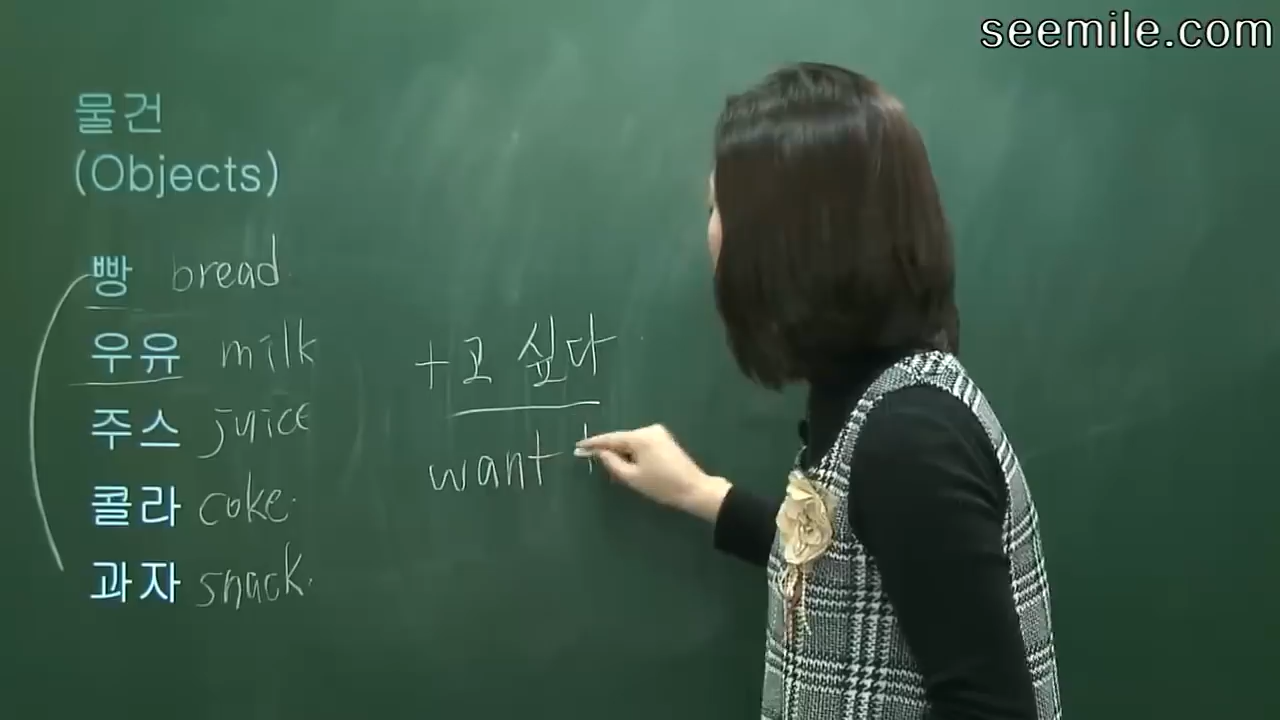 seemile.com
물건
(Objects)
빵 bread
우유 milk
주스 juice
콜라 coke
과자 snack
+고 싶다
want t